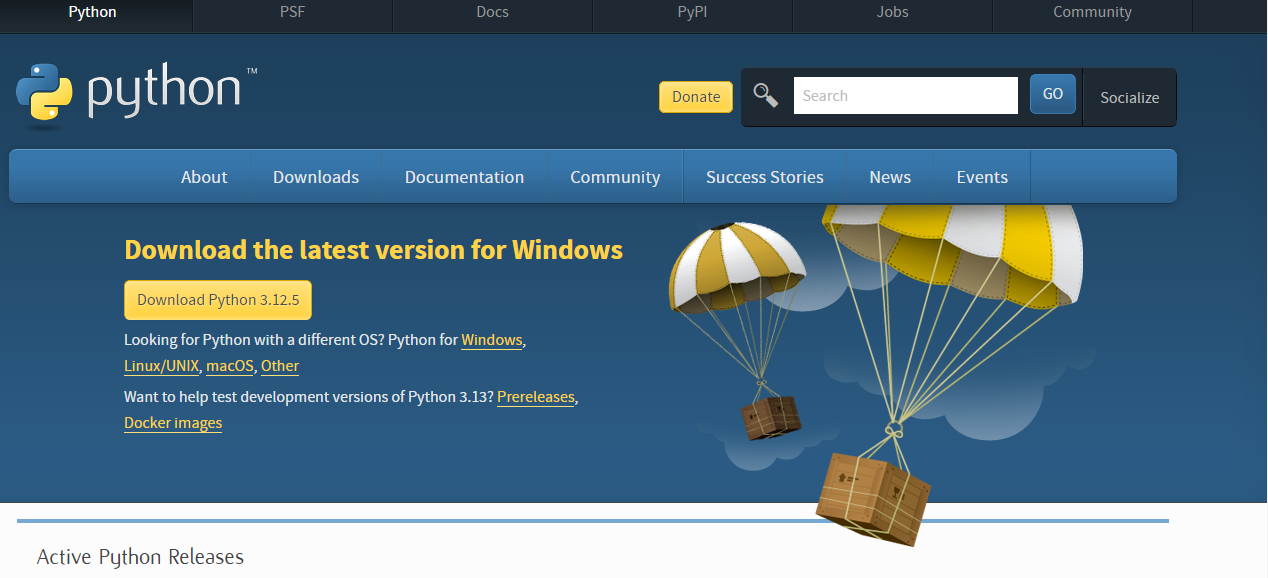 Python PSF Docs PyPI Jobs Community
python™
Donate Search GO Socialize
About Downloads Documentation Community Success Stories News Events
Download the latest version for Windows
Download Python 3.12.5
Looking for Python with a different OS? Python for Windows,
Linux/UNIX, macOS, Other
Want to help test development versions of Python 3.13? Prereleases,
Docker images
Active Python Releases